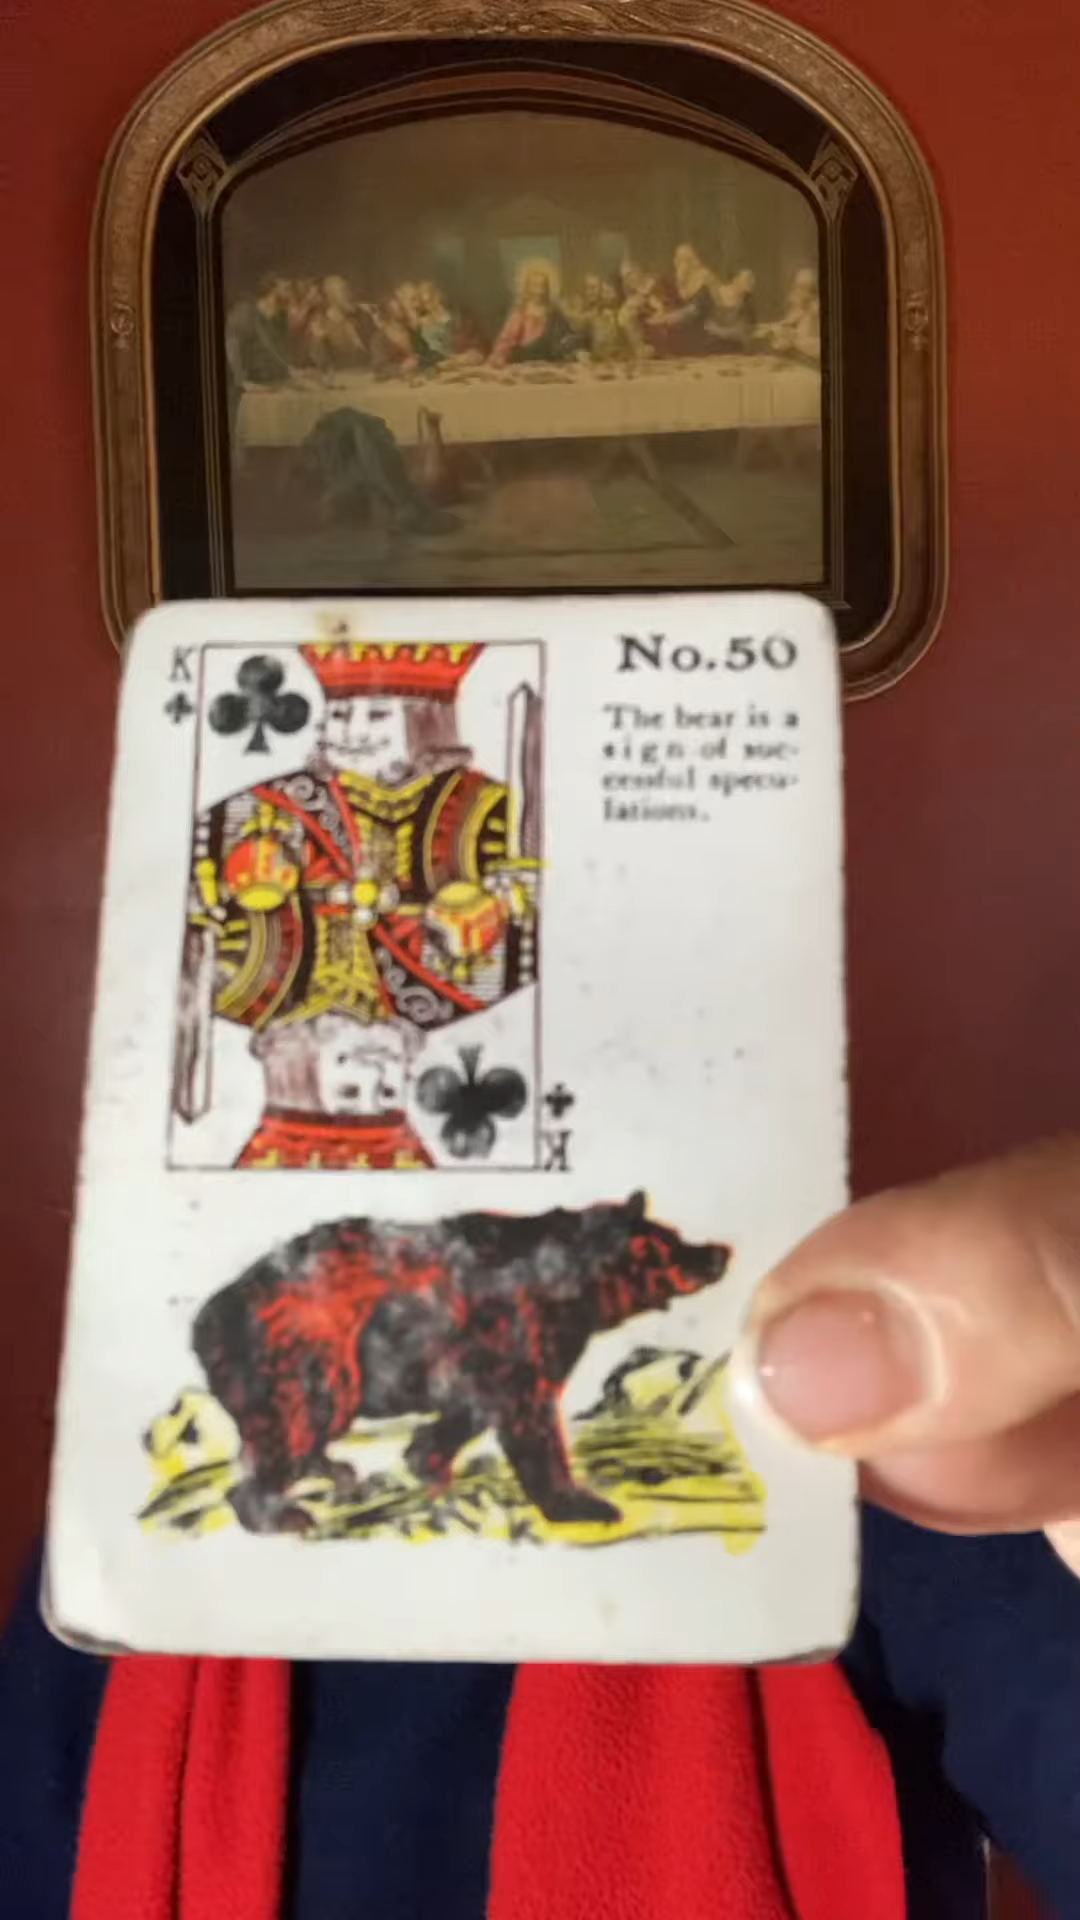 K
No.50
The bear is a
sign of suc-
cessful specu-
lations.
K